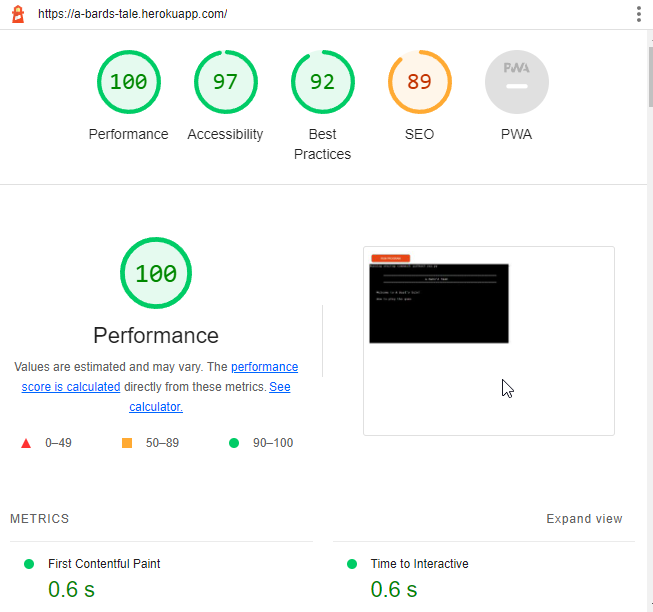 https://a-bards-tale.herokuapp.com/
100
97
92
89
PWA
Performance
Accessibility
Best
Practices
SEO
PWA
100
Performance
Values are estimated and may vary. The performance
score is calculated directly from these metrics. See
calculator.
0–49
50–89
90–100
METRICS
Expand view
First Contentful Paint
0.6 s
Time to Interactive
0.6 s